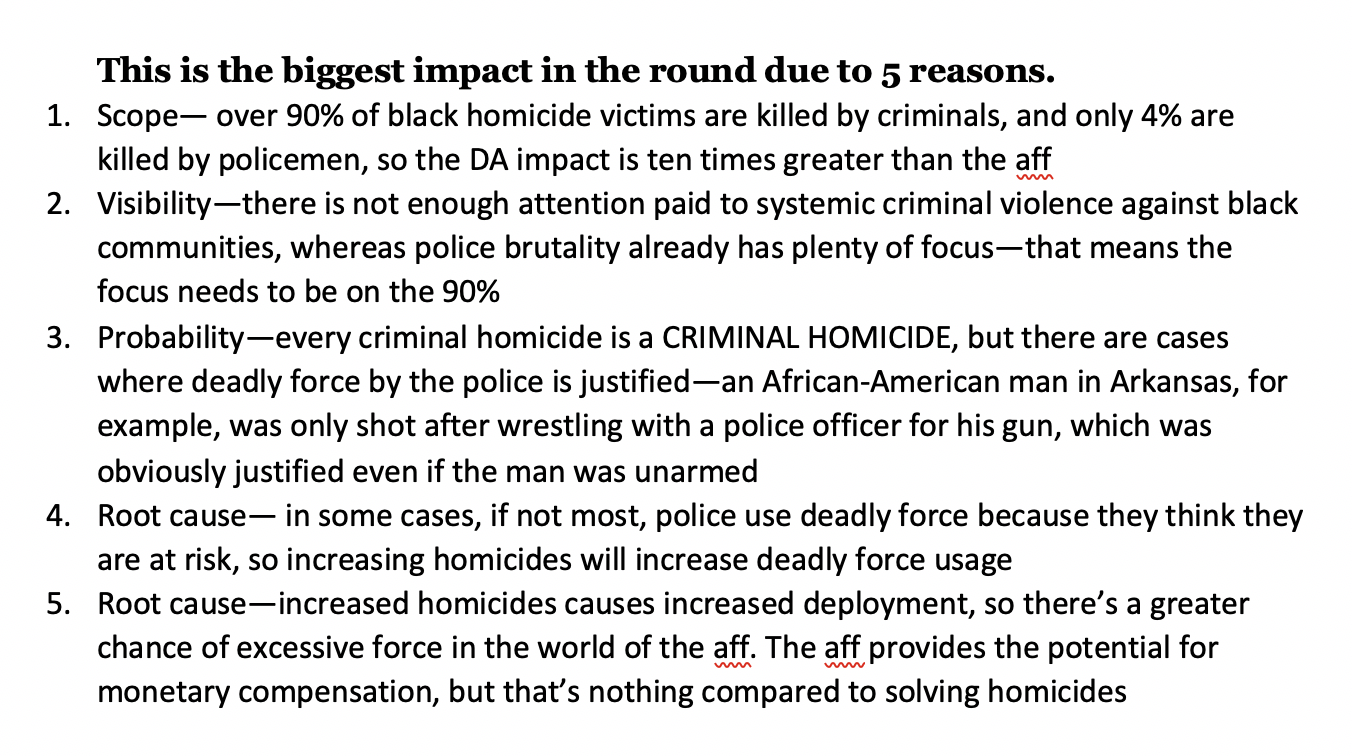 This is the biggest impact in the round due to 5 reasons.
1. Scope— over 90% of black homicide victims are killed by criminals, and only 4% are
killed by policemen, so the DA impact is ten times greater than the aff
2. Visibility—there is not enough attention paid to systemic criminal violence against black
communities, whereas police brutality already has plenty of focus—that means the
focus needs to be on the 90%
3. Probability—every criminal homicide is a CRIMINAL HOMICIDE, but there are cases
where deadly force by the police is justified—an African-American man in Arkansas, for
example, was only shot after wrestling with a police officer for his gun, which was
obviously justified even if the man was unarmed
4. Root cause— in some cases, if not most, police use deadly force because they think they
are at risk, so increasing homicides will increase deadly force usage
5. Root cause—increased homicides causes increased deployment, so there’s a greater
chance of excessive force in the world of the aff. The aff provides the potential for
monetary compensation, but that’s nothing compared to solving homicides